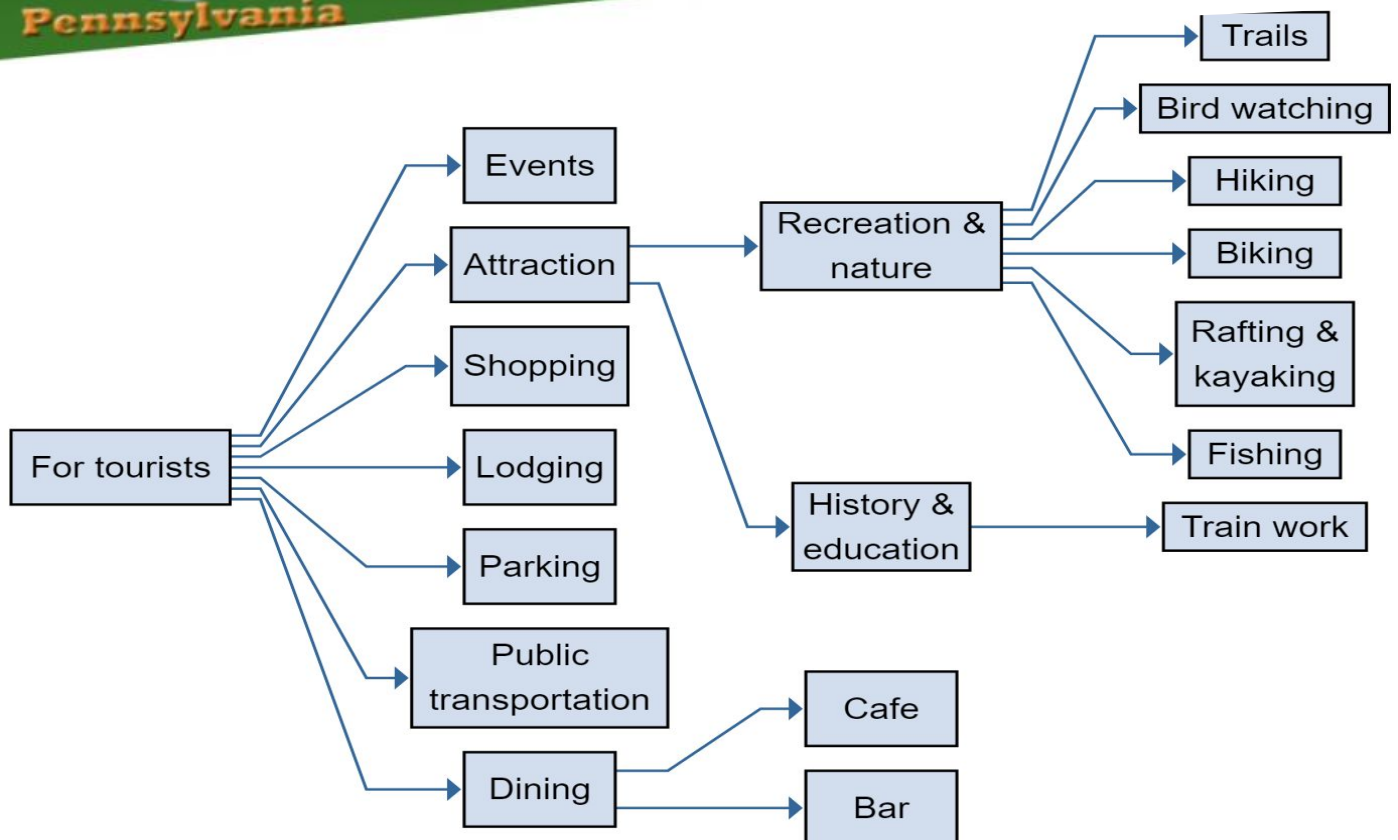 Pennsylvania
For tourists
Events
Attraction
Shopping
Lodging
Parking
Public
transportation
Dining
Recreation &
nature
History &
education
Cafe
Bar
Trails
Bird watching
Hiking
Biking
Rafting &
kayaking
Fishing
Train work